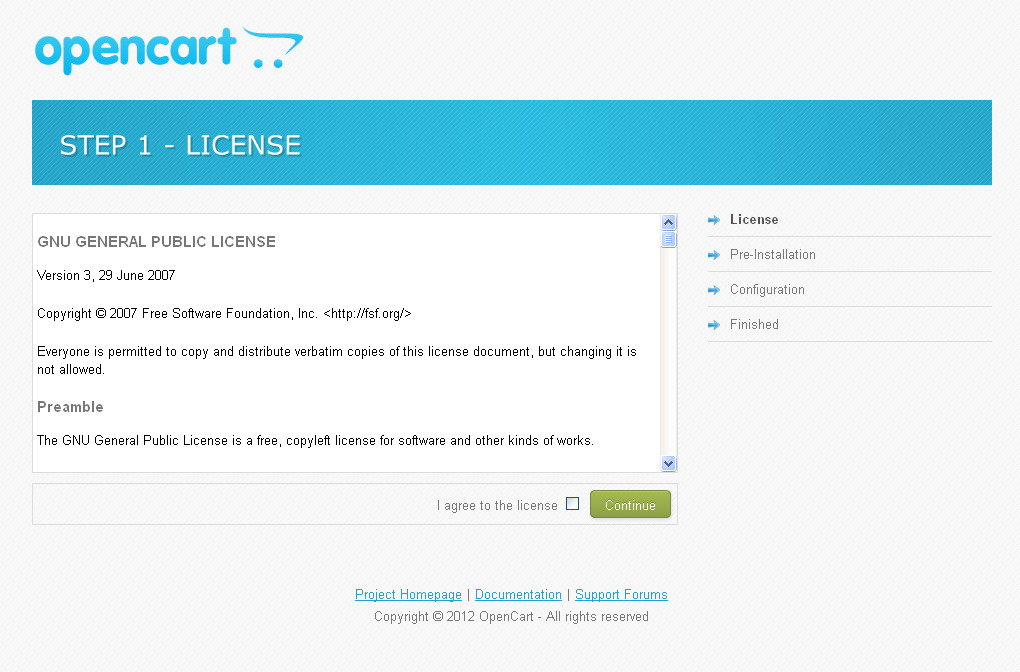 opencart
STEP 1 - LICENSE
GNU GENERAL PUBLIC LICENSE
Version 3, 29 June 2007
Copyright © 2007 Free Software Foundation, Inc. <http://fsf.org/>
Everyone is permitted to copy and distribute verbatim copies of this license document, but changing it is
not allowed.
Preamble
The GNU General Public License is a free, copyleft license for software and other kinds of works.
I agree to the license
Continue
License
Pre-Installation
Configuration
Finished
Project Homepage | Documentation | Support Forums
Copyright © 2012 OpenCart - All rights reserved